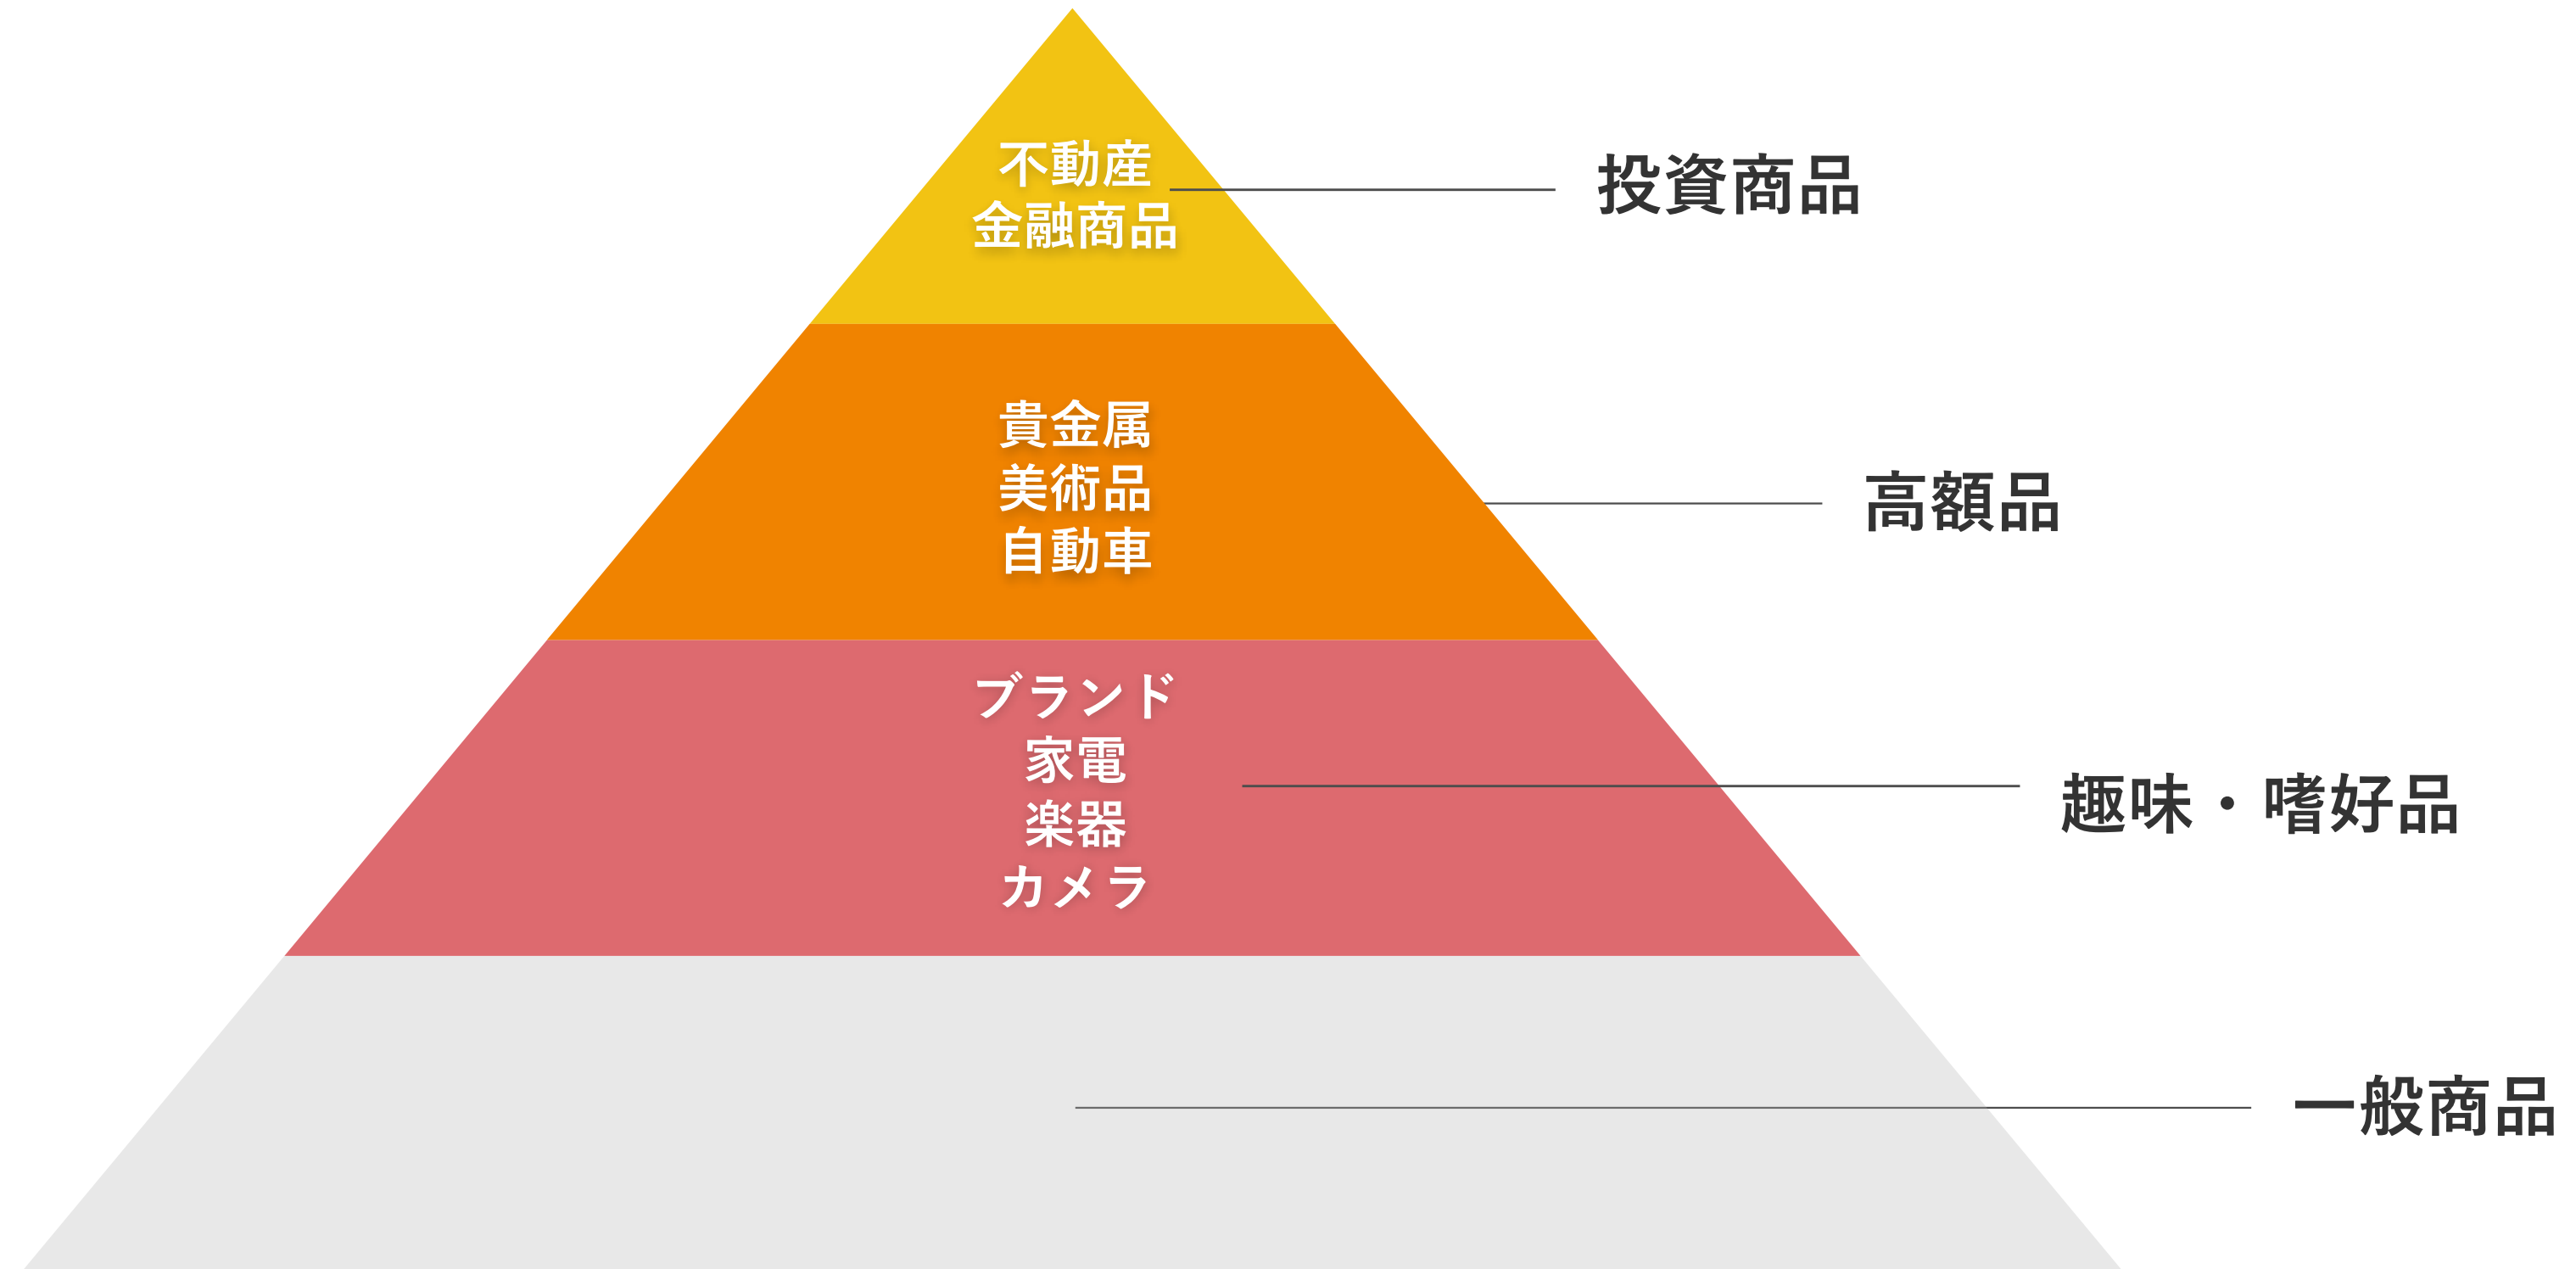 不動産
金融商品
投資商品
貴金属
美術品
自動車
高額品
ブランド
家電
楽器
カメラ
趣味・嗜好品
一般商品